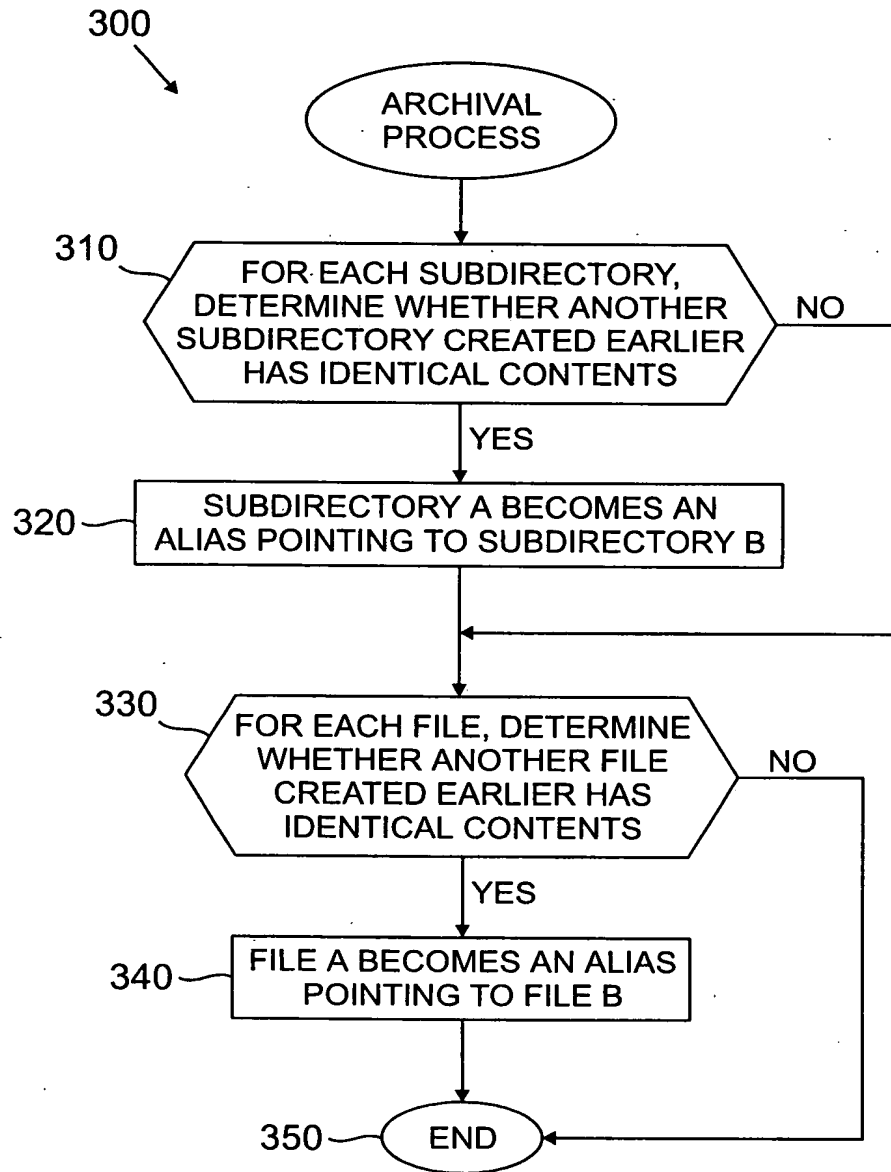 300
ARCHIVAL
PROCESS
310
FOR EACH SUBDIRECTORY,
DETERMINE WHETHER ANOTHER
SUBDIRECTORY CREATED EARLIER
HAS IDENTICAL CONTENTS
NO
YES
320
SUBDIRECTORY A BECOMES AN
ALIAS POINTING TO SUBDIRECTORY B
330
FOR EACH FILE, DETERMINE
WHETHER ANOTHER FILE
CREATED EARLIER HAS
IDENTICAL CONTENTS
NO
YES
340
FILE A BECOMES AN ALIAS
POINTING TO FILE B
350
END